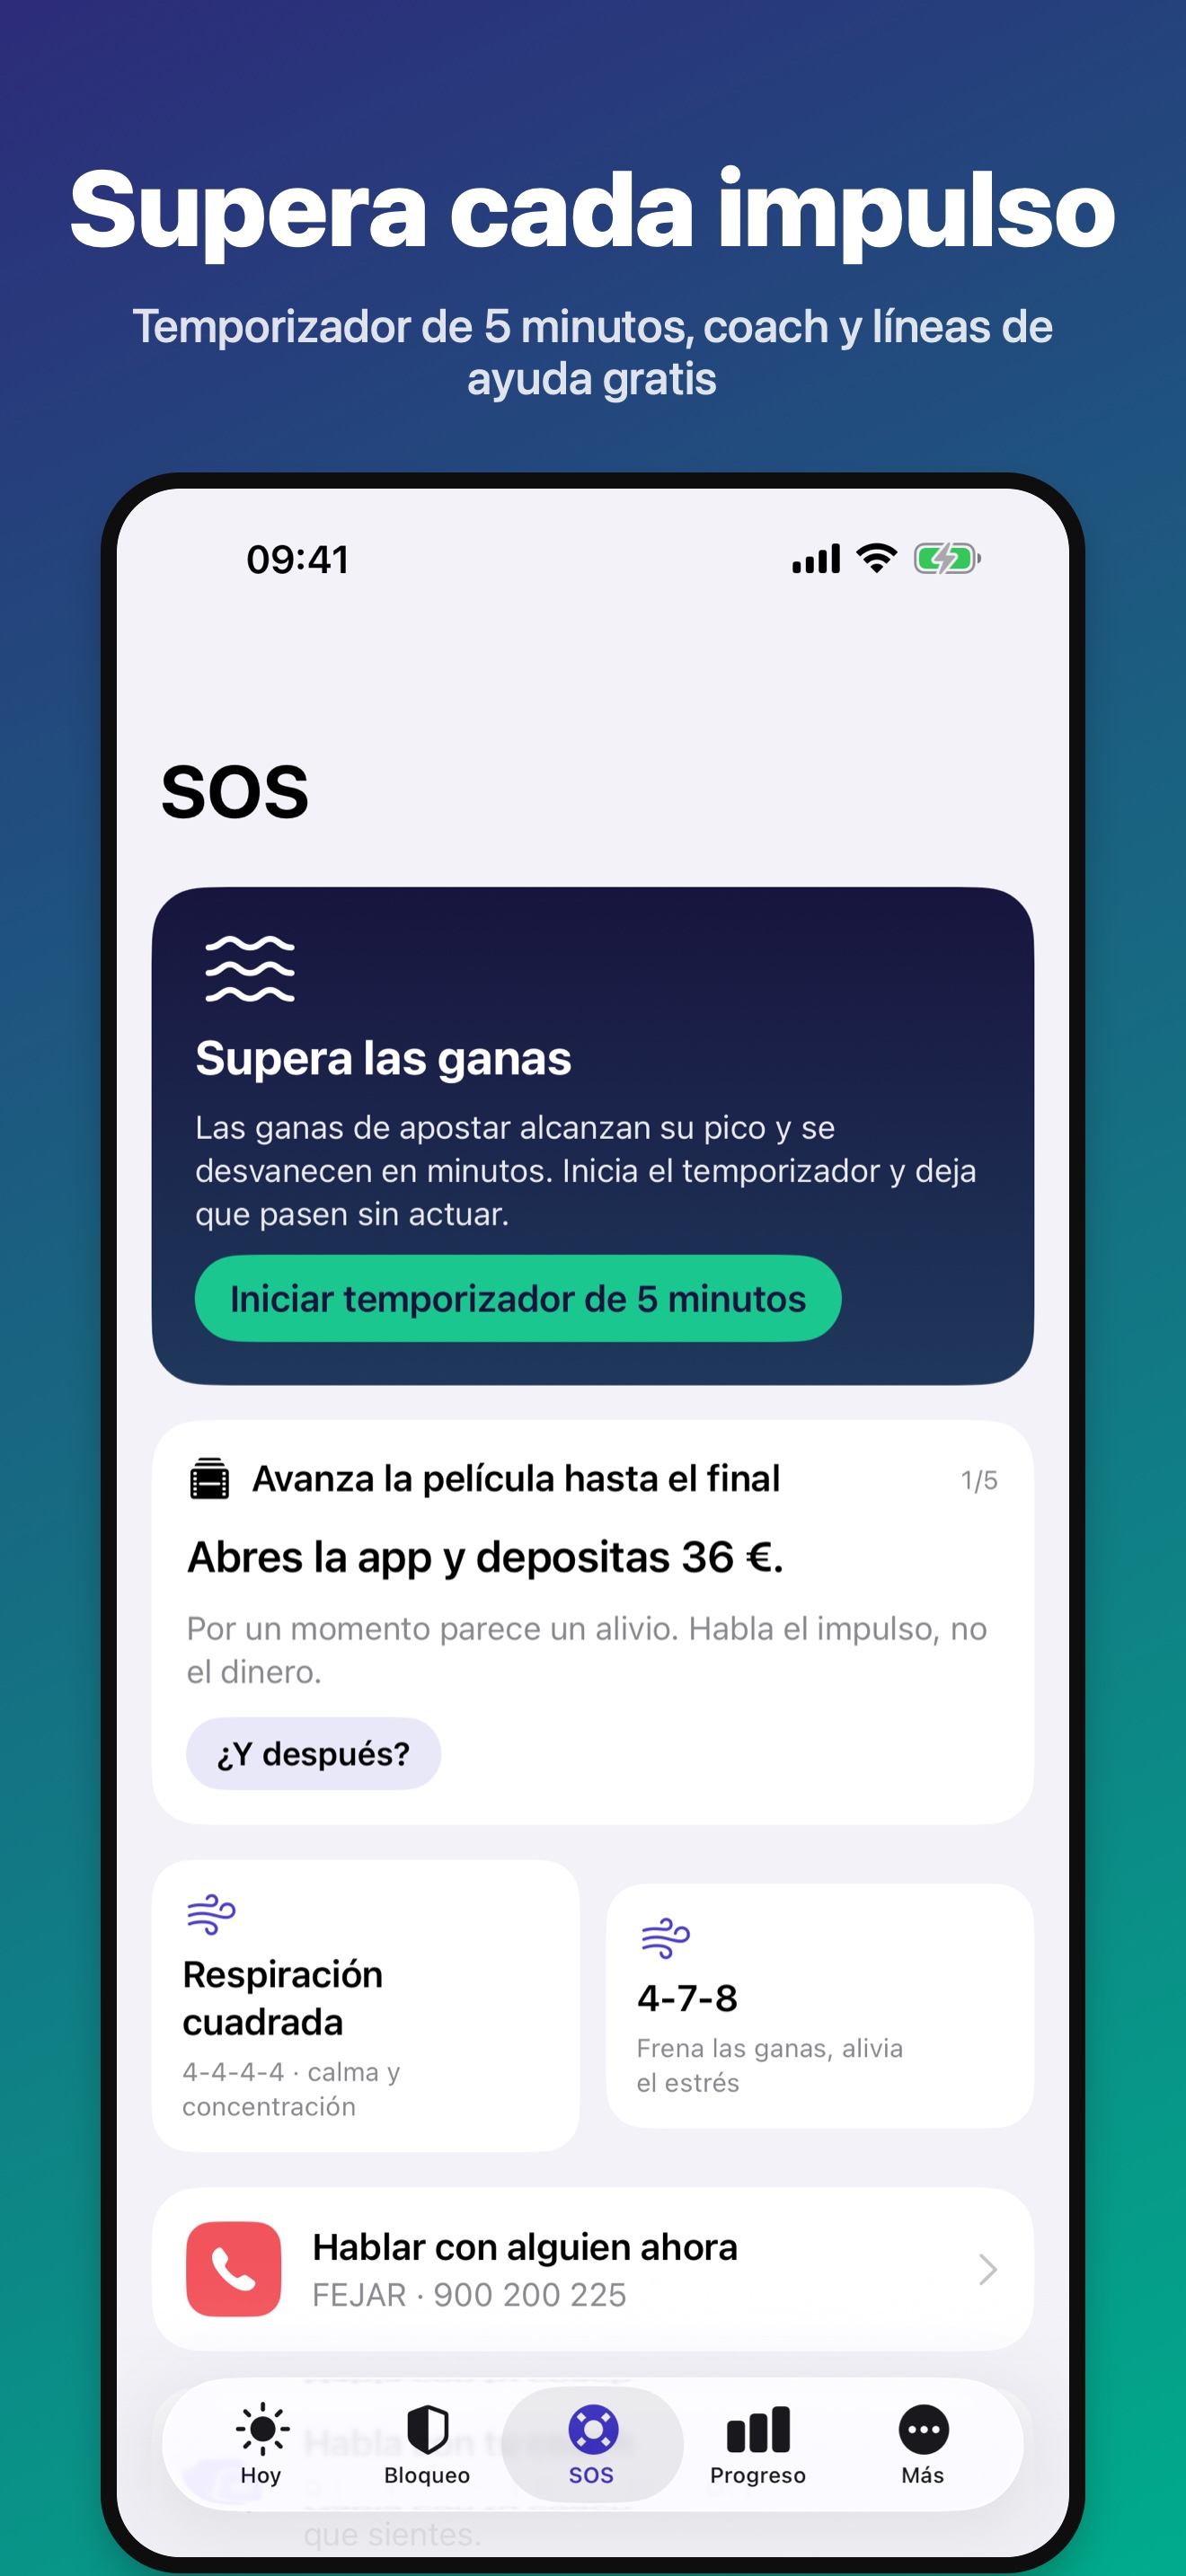 Supera cada impulso
Temporizador de 5 minutos, coach y líneas de
ayuda gratis
09:41
SOS
Supera las ganas
Las ganas de apostar alcanzan su pico y se
desvanecen en minutos. Inicia el temporizador y deja
que pasen sin actuar.
Iniciar temporizador de 5 minutos
Avanza la película hasta el final
1/5
Abres la app y depositas 36 €.
Por un momento parece un alivio. Habla el impulso, no
el dinero.
¿Y después?
Respiración
cuadrada
4-4-4-4 · calma y
concentración
4-7-8
Frena las ganas, alivia
el estrés
Hablar con alguien ahora
FEJAR · 900 200 225
Habla
Hoy
Bloqueo
SOS
Progreso
Más
que sientes.